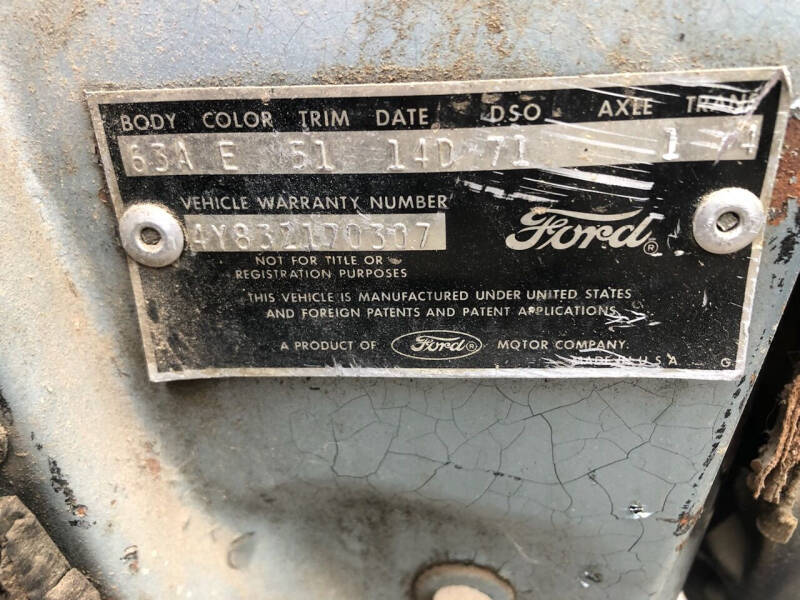 BODY COLOR TRIM DATE DSO AXLE TRANS
63A E 51 14D 71 1 4
VEHICLE WARRANTY NUMBER
4Y83Z170307
Ford®
NOT FOR TITLE OR
REGISTRATION PURPOSES
THIS VEHICLE IS MANUFACTURED UNDER UNITED STATES
AND FOREIGN PATENTS AND PATENT APPLICATIONS.
A PRODUCT OF Ford® MOTOR COMPANY.
MADE IN U.S.A. G